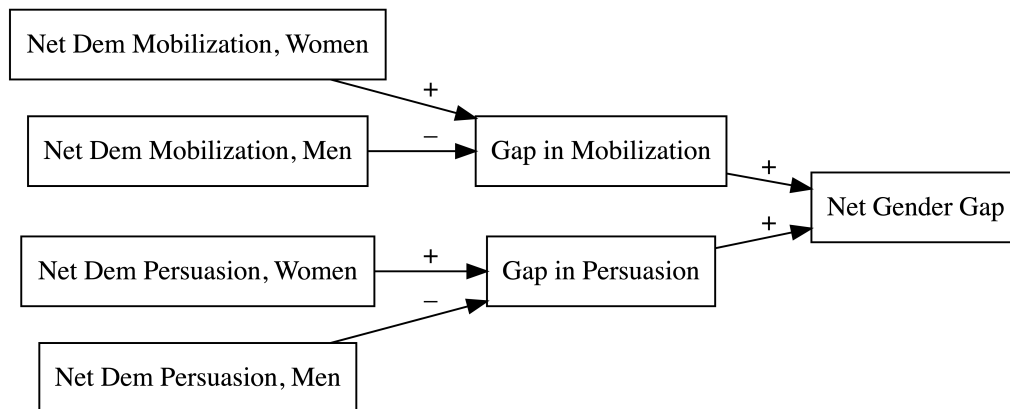 Net Dem Mobilization, Women
+
Net Dem Mobilization, Men
–
Gap in Mobilization
+
Net Gender Gap
+
Net Dem Persuasion, Women
+
Gap in Persuasion
–
Net Dem Persuasion, Men